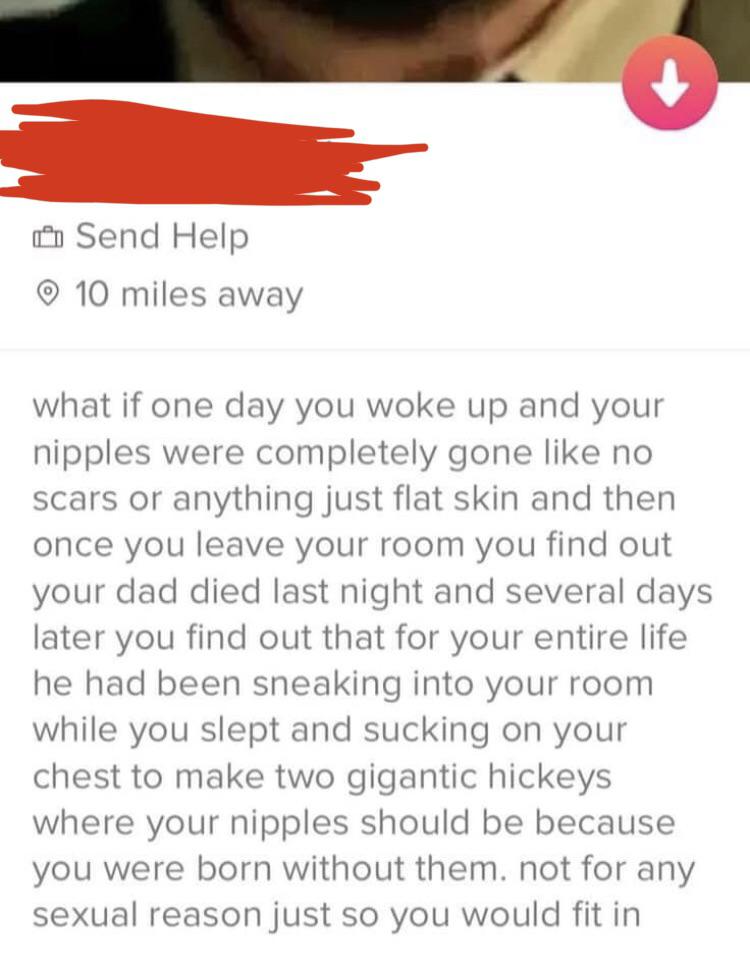 Send Help
10 miles away
what if one day you woke up and your
nipples were completely gone like no
scars or anything just flat skin and then
once you leave your room you find out
your dad died last night and several days
later you find out that for your entire life
he had been sneaking into your room
while you slept and sucking on your
chest to make two gigantic hickeys
where your nipples should be because
you were born without them. not for any
sexual reason just so you would fit in